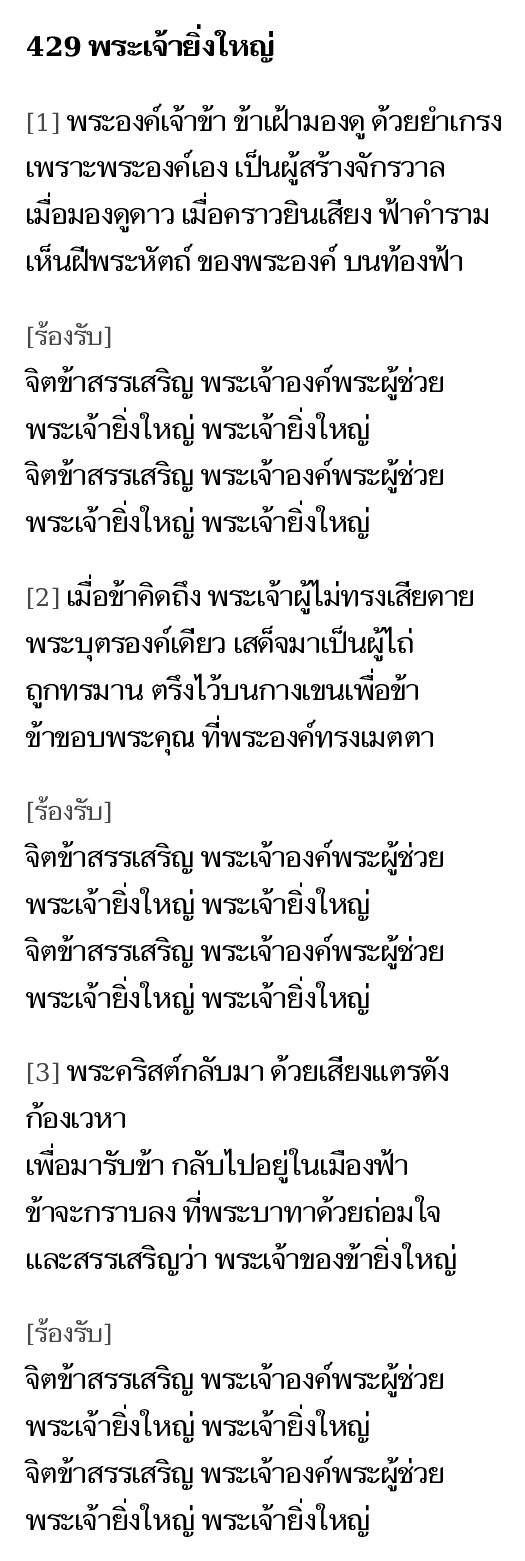 429 พระเจ้ายิ่งใหญ่
[1] พระองค์เจ้าข้า ข้าเฝ้ามองดู ด้วยยำเกรง
เพราะพระองค์เอง เป็นผู้สร้างจักรวาล
เมื่อมองดูดาว เมื่อคราวยินเสียง ฟ้าคำราม
เห็นฝีพระหัตถ์ ของพระองค์ บนท้องฟ้า
[ร้องรับ]
จิตข้าสรรเสริญ พระเจ้าองค์พระผู้ช่วย
พระเจ้ายิ่งใหญ่ พระเจ้ายิ่งใหญ่
จิตข้าสรรเสริญ พระเจ้าองค์พระผู้ช่วย
พระเจ้ายิ่งใหญ่ พระเจ้ายิ่งใหญ่
[2] เมื่อข้าคิดถึง พระเจ้าผู้ไม่ทรงเสียดาย
พระบุตรองค์เดียว เสด็จมาเป็นผู้ไถ่
ถูกทรมาน ตรึงไว้บนกางเขนเพื่อข้า
ข้าขอบพระคุณ ที่พระองค์ทรงเมตตา
[ร้องรับ]
จิตข้าสรรเสริญ พระเจ้าองค์พระผู้ช่วย
พระเจ้ายิ่งใหญ่ พระเจ้ายิ่งใหญ่
จิตข้าสรรเสริญ พระเจ้าองค์พระผู้ช่วย
พระเจ้ายิ่งใหญ่ พระเจ้ายิ่งใหญ่
[3] พระคริสต์กลับมา ด้วยเสียงแตรดัง
ก้องเวหา
เพื่อมารับข้า กลับไปอยู่ในเมืองฟ้า
ข้าจะกราบลง ที่พระบาทาด้วยถ่อมใจ
และสรรเสริญว่า พระเจ้าของข้ายิ่งใหญ่
[ร้องรับ]
จิตข้าสรรเสริญ พระเจ้าองค์พระผู้ช่วย
พระเจ้ายิ่งใหญ่ พระเจ้ายิ่งใหญ่
จิตข้าสรรเสริญ พระเจ้าองค์พระผู้ช่วย
พระเจ้ายิ่งใหญ่ พระเจ้ายิ่งใหญ่